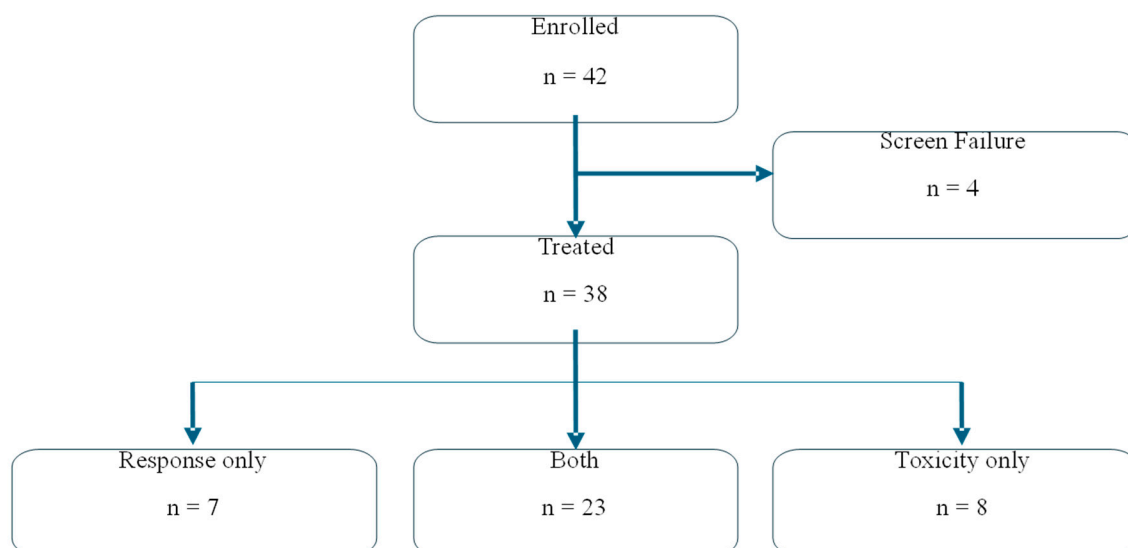 Enrolled
n = 42
Screen Failure
n = 4
Treated
n = 38
Response only
n = 7
Both
n = 23
Toxicity only
n = 8